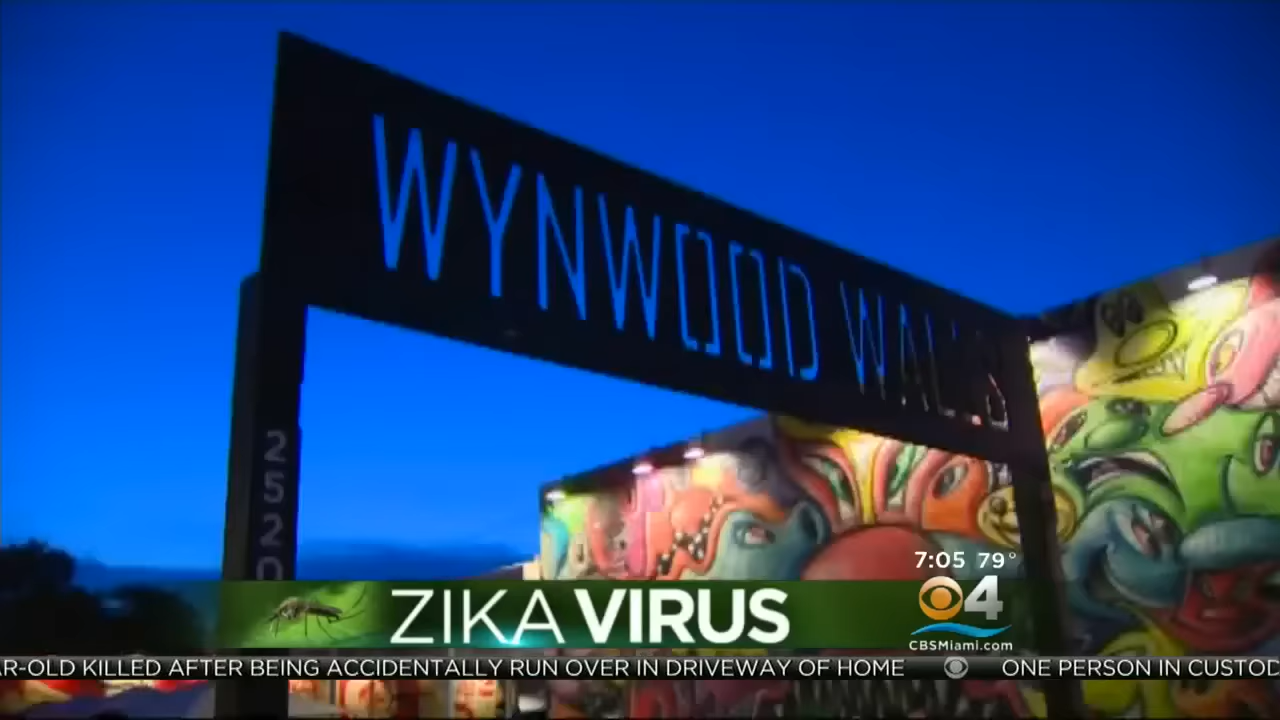 WYNWOOD WALLS
2520
7:05 79°
4
ZIKA VIRUS
CBSMiami.com
AR-OLD KILLED AFTER BEING ACCIDENTALLY RUN OVER IN DRIVEWAY OF HOME ONE PERSON IN CUSTOD